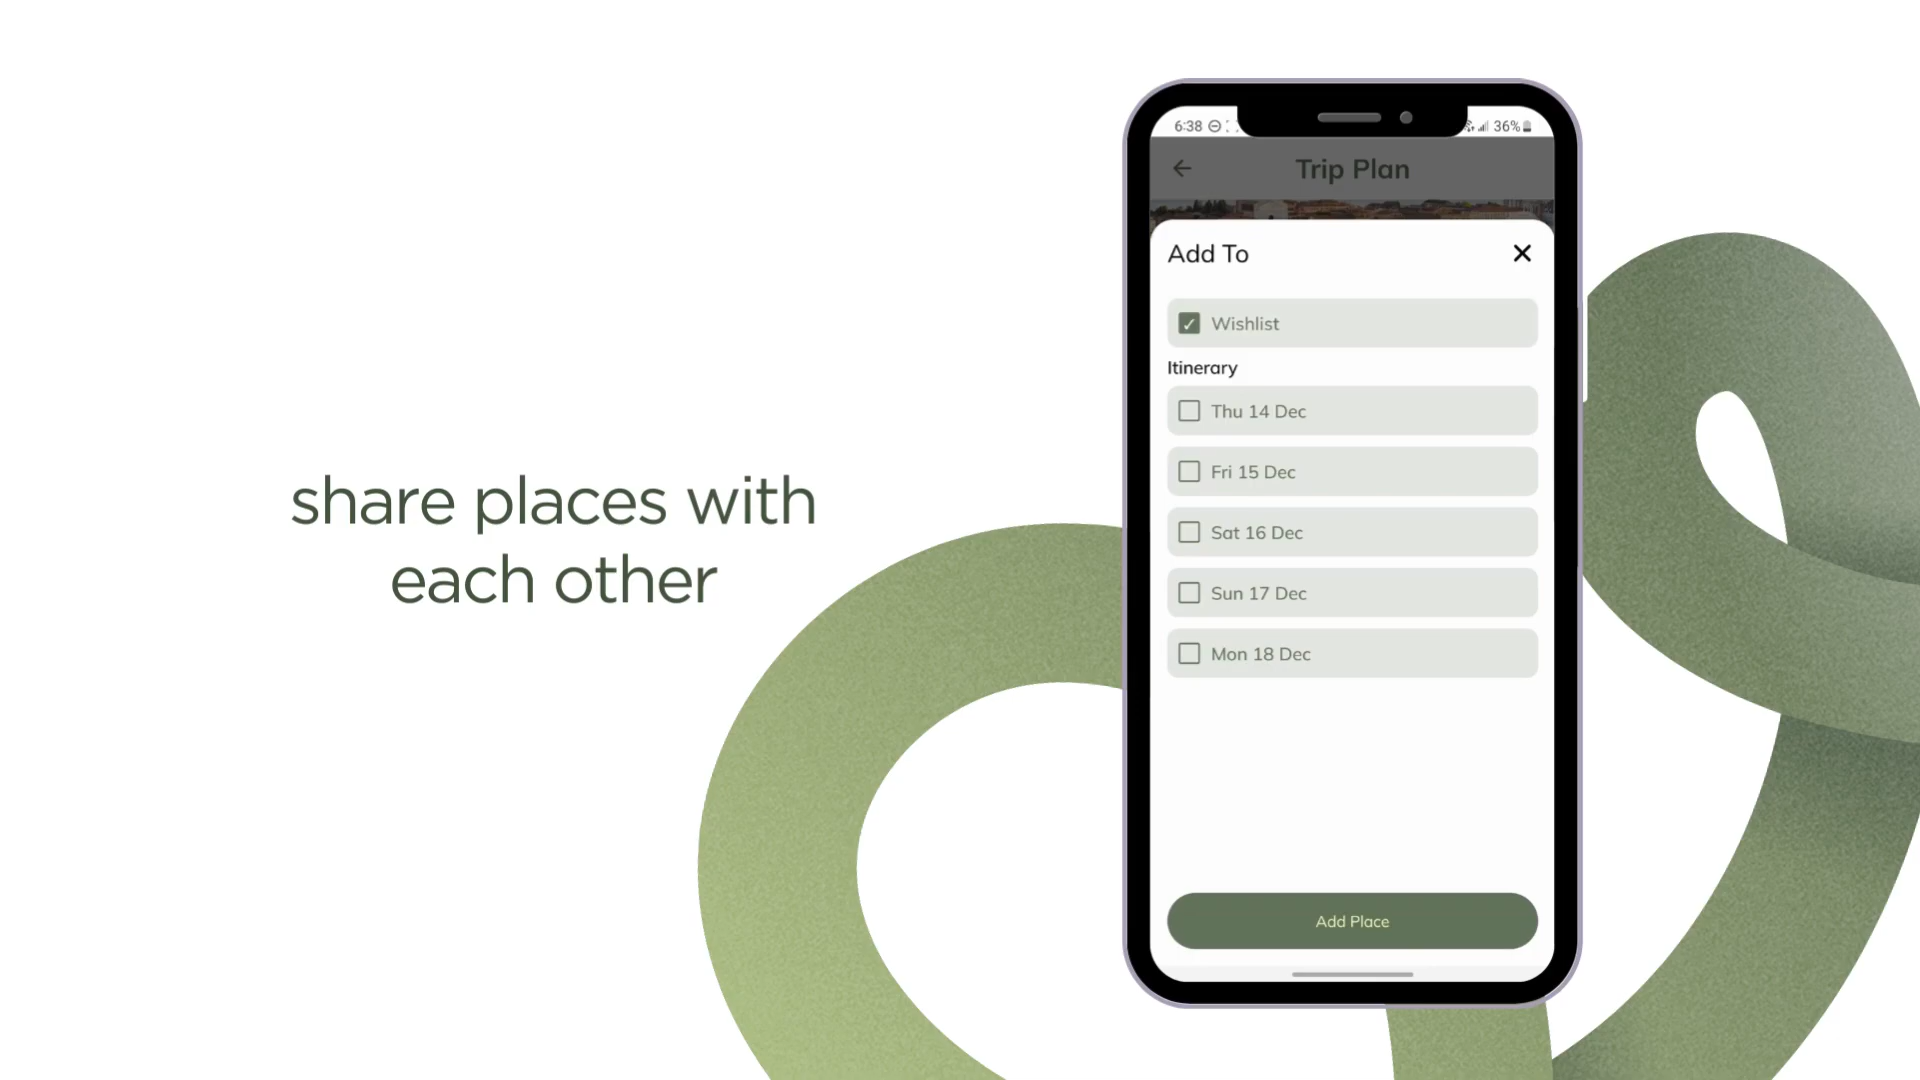 share places with
each other
6:38
36%
Trip Plan
Add To
Wishlist
Itinerary
Thu 14 Dec
Fri 15 Dec
Sat 16 Dec
Sun 17 Dec
Mon 18 Dec
Add Place